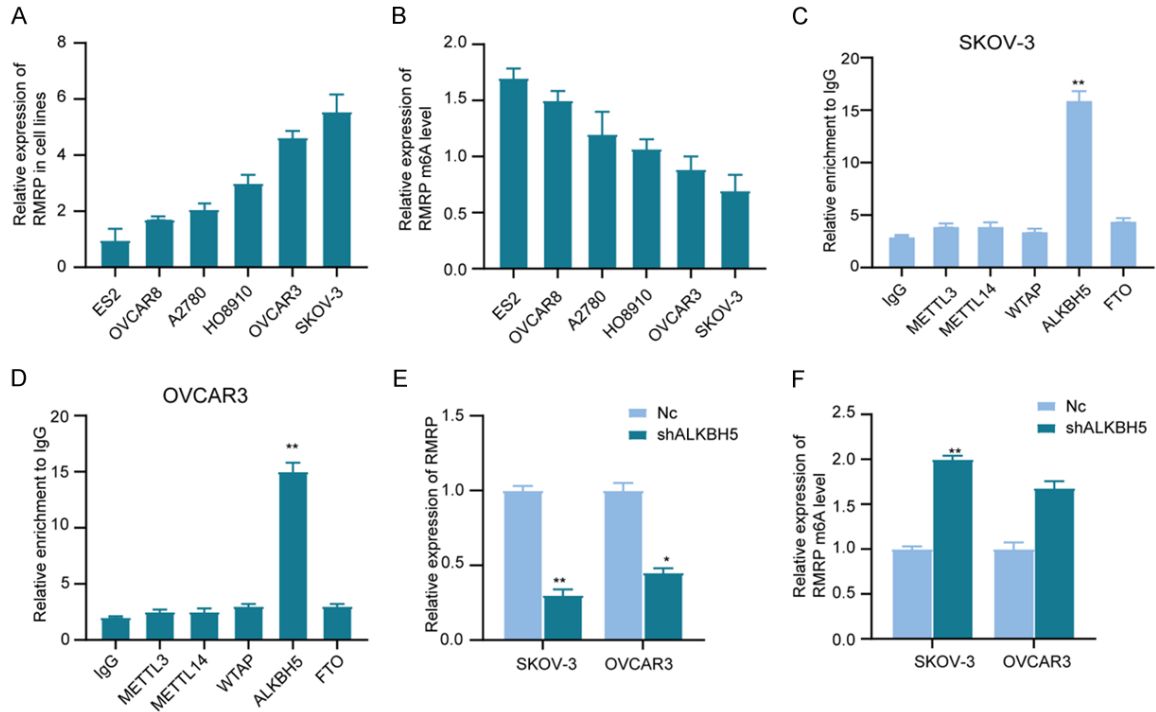 A
Relative expression of
RMRP in cell lines
8
6
4
2
0
ES2
OVCAR8
A2780
HO8910
OVCAR3
SKOV-3
B
Relative expression of
RMRP m6A level
2.0
1.5
1.0
0.5
0.0
ES2
OVCAR8
A2780
HO8910
OVCAR3
SKOV-3
C
SKOV-3
Relative enrichment to IgG
20
15
10
5
0
**
IgG
METTL3
METTL14
WTAP
ALKBH5
FTO
D
OVCAR3
Relative enrichment to IgG
20
15
10
5
0
**
IgG
METTL3
METTL14
WTAP
ALKBH5
FTO
E
Relative expression of RMRP
1.5
1.0
0.5
0.0
Nc
shALKBH5
**
*
SKOV-3
OVCAR3
F
Relative expression of
RMRP m6A level
2.5
2.0
1.5
1.0
0.5
0.0
Nc
shALKBH5
**
SKOV-3
OVCAR3